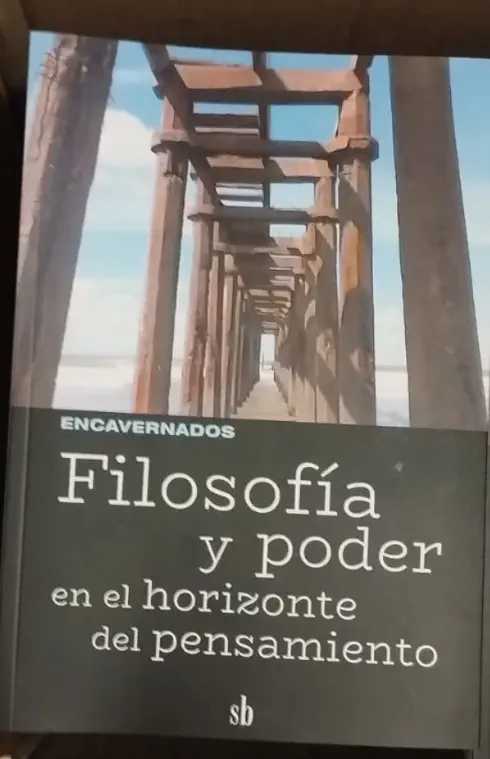 ENCAVERNADOS
Filosofía
y poder
en el horizonte
del pensamiento
sb